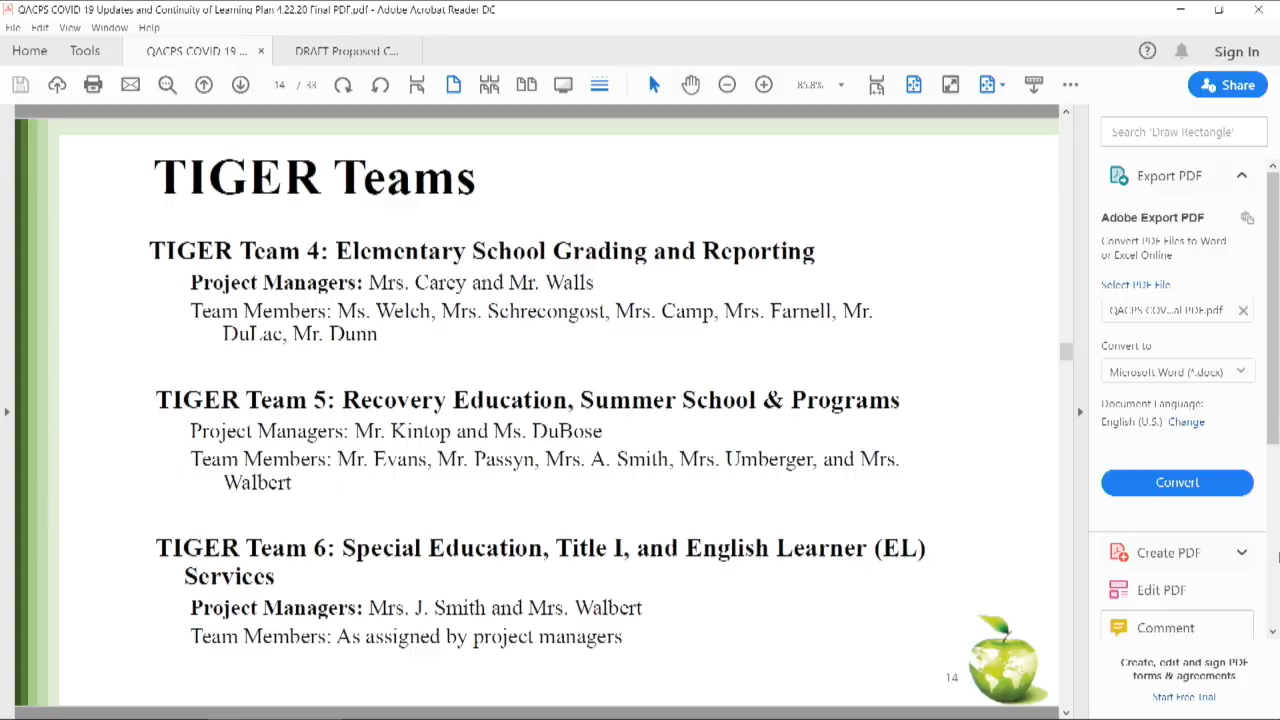 QACPS COVID 19 Updates and Continuity of Learning Plan 4.22.20 Final PDF.pdf - Adobe Acrobat Reader DC
File Edit View Window Help
Home Tools QACPS COVID 19 ... × DRAFT Proposed C... Sign In
14 / 33 85.8% Share
TIGER Teams
TIGER Team 4: Elementary School Grading and Reporting
Project Managers: Mrs. Carey and Mr. Walls
Team Members: Ms. Welch, Mrs. Schrecongost, Mrs. Camp, Mrs. Farnell, Mr.
DuLac, Mr. Dunn
TIGER Team 5: Recovery Education, Summer School & Programs
Project Managers: Mr. Kintop and Ms. DuBose
Team Members: Mr. Evans, Mr. Passyn, Mrs. A. Smith, Mrs. Umberger, and Mrs.
Walbert
TIGER Team 6: Special Education, Title I, and English Learner (EL)
Services
Project Managers: Mrs. J. Smith and Mrs. Walbert
Team Members: As assigned by project managers
14
Search 'Draw Rectangle'
Export PDF
Adobe Export PDF
Convert PDF Files to Word
or Excel Online
Select PDF File
QACPS COV...al PDF.pdf
Convert to
Microsoft Word (*.docx)
Document Language:
English (U.S.) Change
Convert
Create PDF
Edit PDF
Comment
Create, edit and sign PDF
forms & agreements
Start Free Trial